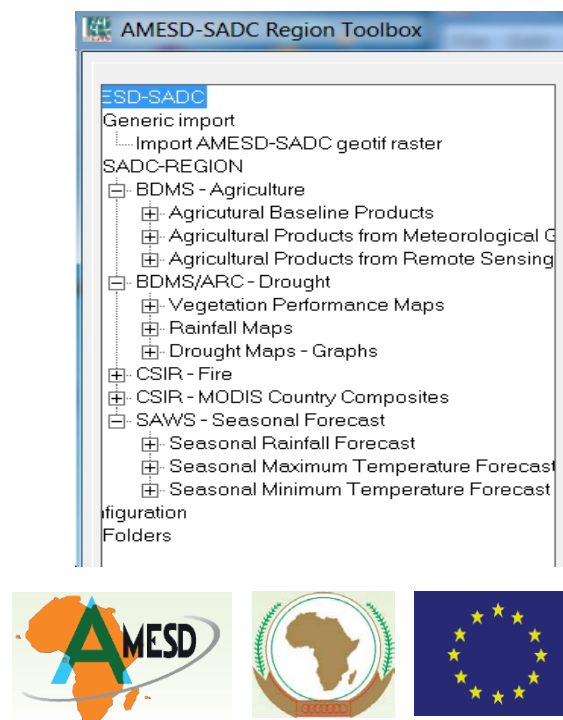 AMESD-SADC Region Toolbox
ESD-SADC
Generic import
Import AMESD-SADC geotif raster
SADC-REGION
BDMS - Agriculture
Agricutural Baseline Products
Agricultural Products from Meteorological G
Agricultural Products from Remote Sensing
BDMS/ARC - Drought
Vegetation Performance Maps
Rainfall Maps
Drought Maps - Graphs
CSIR - Fire
CSIR - MODIS Country Composites
SAWS - Seasonal Forecast
Seasonal Rainfall Forecast
Seasonal Maximum Temperature Forecast
Seasonal Minimum Temperature Forecast
figuration
Folders
AMESD